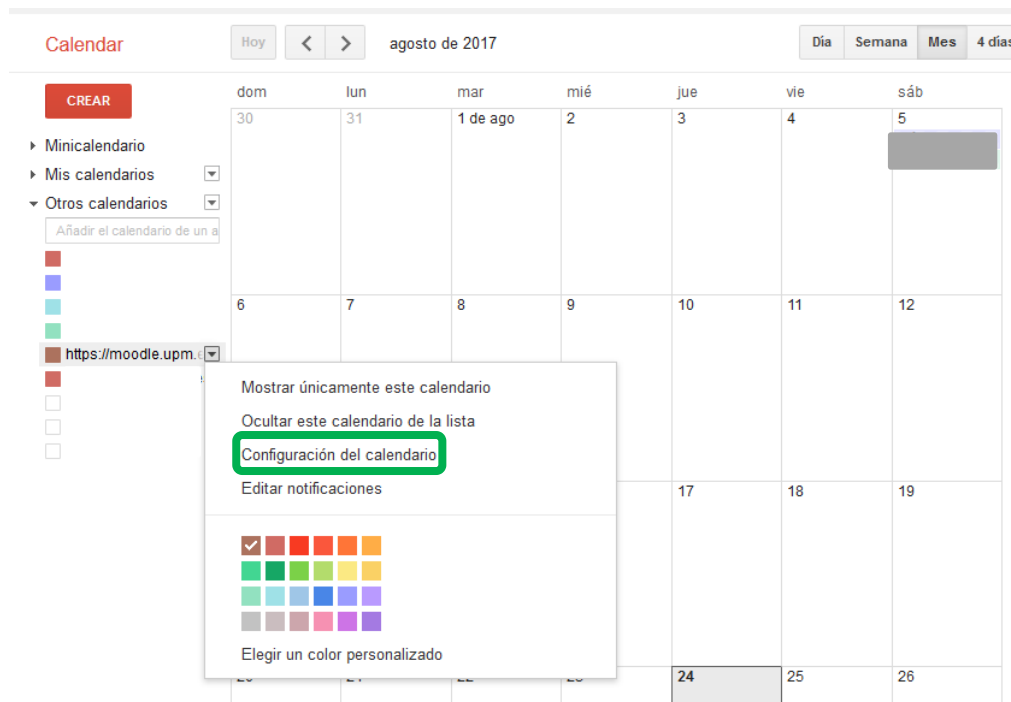 Calendar
Hoy
agosto de 2017
Día Semana Mes 4 días
CREAR
Minicalendario
Mis calendarios
Otros calendarios
Añadir el calendario de un a
https://moodle.upm.e
dom lun mar mié jue vie sáb
30 31 1 de ago 2 3 4 5
6 7 8 9 10 11 12
Mostrar únicamente este calendario
Ocultar este calendario de la lista
Configuración del calendario
Editar notificaciones
Elegir un color personalizado
17 18 19
24 25 26